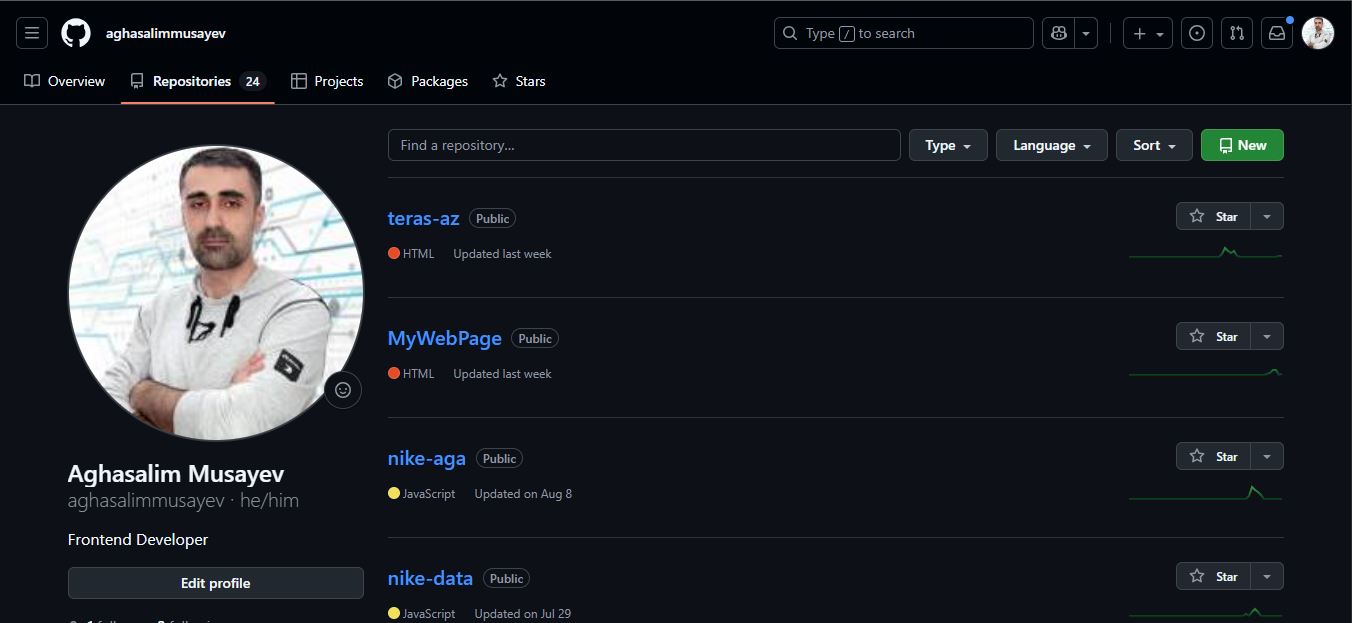 aghasalimmusayev
Type / to search
Overview Repositories 24 Projects Packages Stars
Find a repository... Type Language Sort New
teras-az Public Star
HTML Updated last week
MyWebPage Public Star
HTML Updated last week
nike-aga Public Star
JavaScript Updated on Aug 8
nike-data Public Star
JavaScript Updated on Jul 29
Aghasalim Musayev
aghasalimmusayev · he/him
Frontend Developer
Edit profile